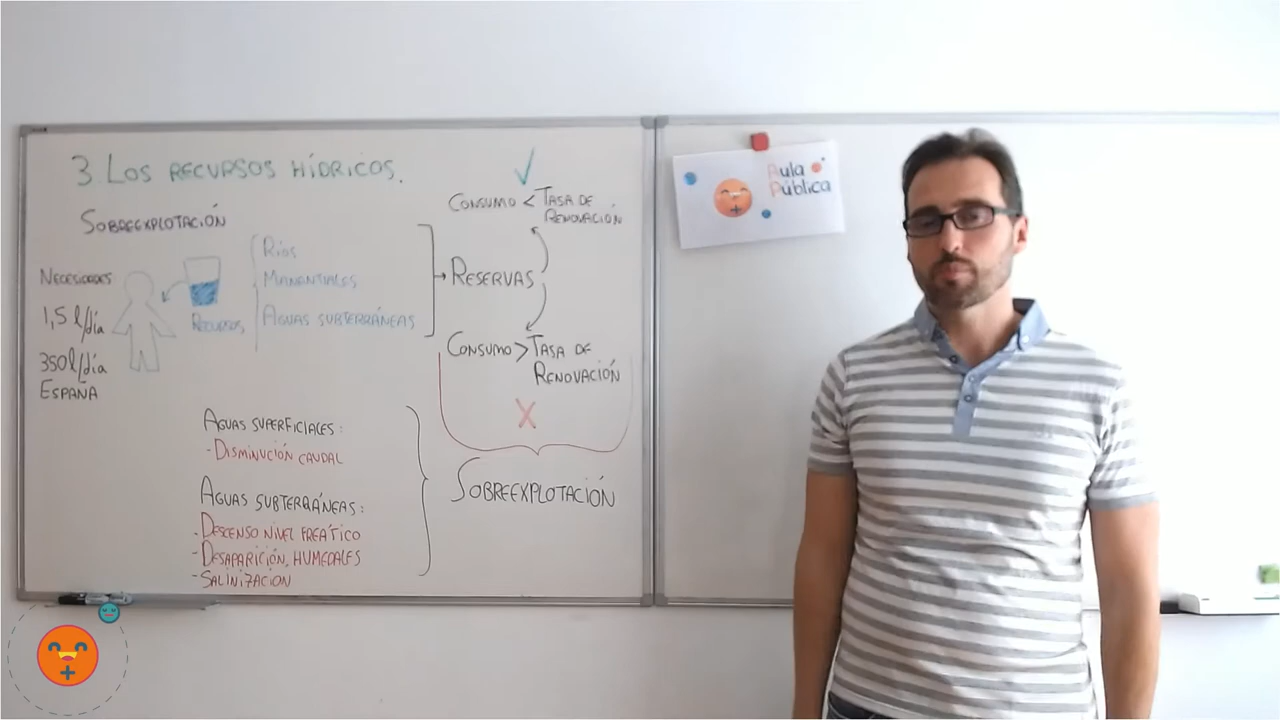 3. LOS RECURSOS HÍDRICOS.
SOBREEXPLOTACIÓN
NECESIDADES
1,5 l/día
350 l/día
ESPAÑA
RECURSOS
RÍOS
MANANTIALES
AGUAS SUBTERRÁNEAS
RESERVAS
✓
CONSUMO < TASA DE
RENOVACIÓN
CONSUMO > TASA DE
RENOVACIÓN
X
SOBREEXPLOTACIÓN
AGUAS SUPERFICIALES:
- DISMINUCIÓN CAUDAL
AGUAS SUBTERRÁNEAS:
- DESCENSO NIVEL FREÁTICO
- DESAPARICIÓN HUMEDALES
- SALINIZACION
Aula
Pública